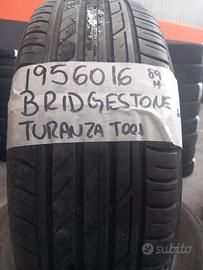 1956016 89
H
BRIDGESTONE
TURANZA T001
subito